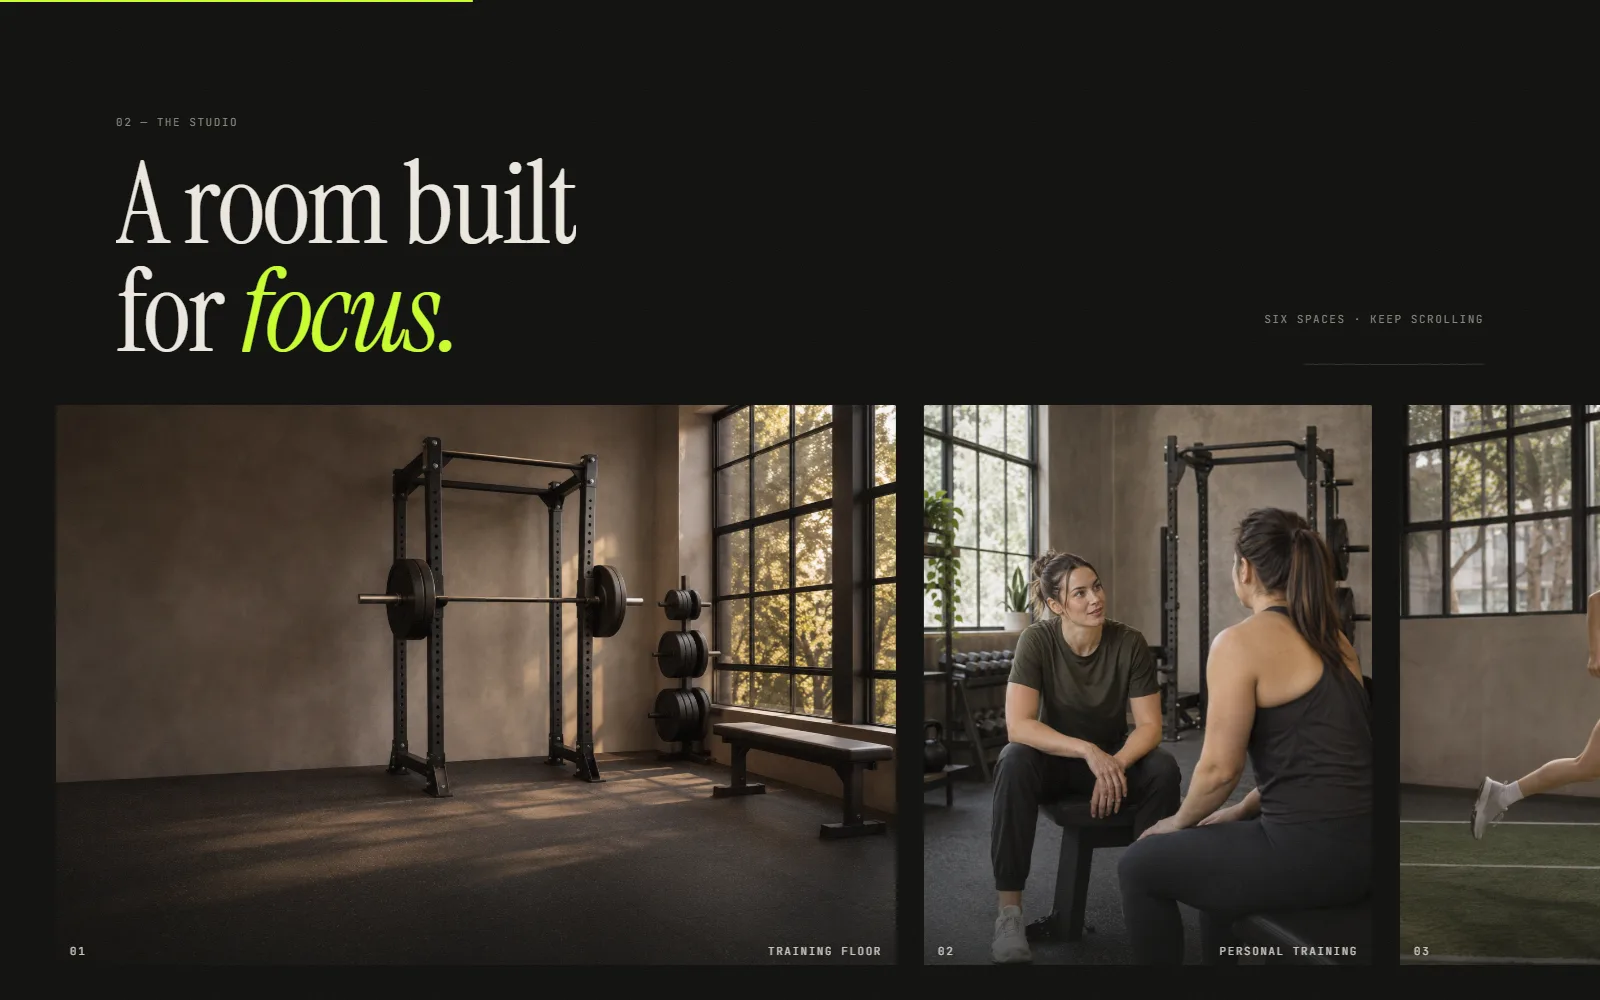 02 — THE STUDIO
A room built
for focus.
SIX SPACES · KEEP SCROLLING
01
TRAINING FLOOR
02
PERSONAL TRAINING
03